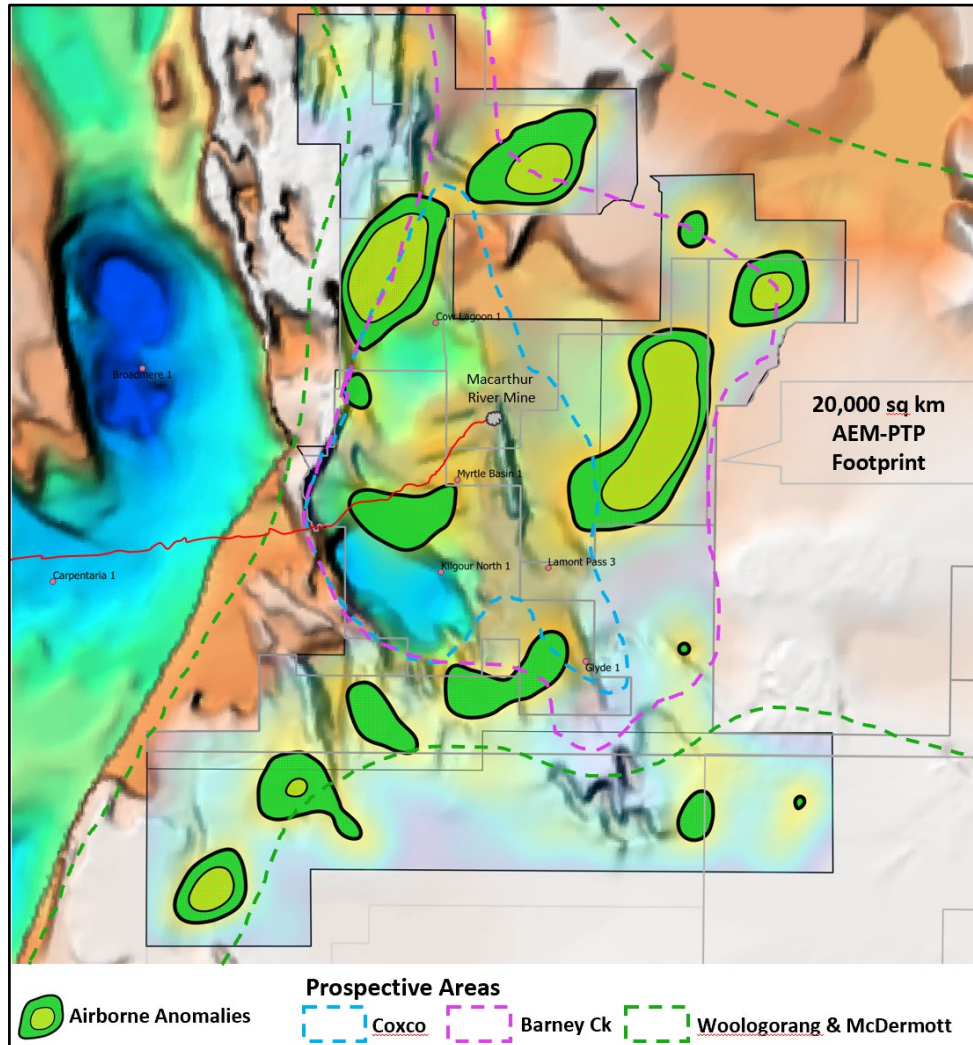 Cow Lagoon 1
Broadmere 1
Macarthur
River Mine
20,000 sq km
AEM-PTP
Footprint
Myrtle Basin 1
Carpentaria 1
Kilgour North 1
Lamont Pass 3
Glyde 1
Prospective Areas
Airborne Anomalies
Coxco
Barney Ck
Woologorang & McDermott